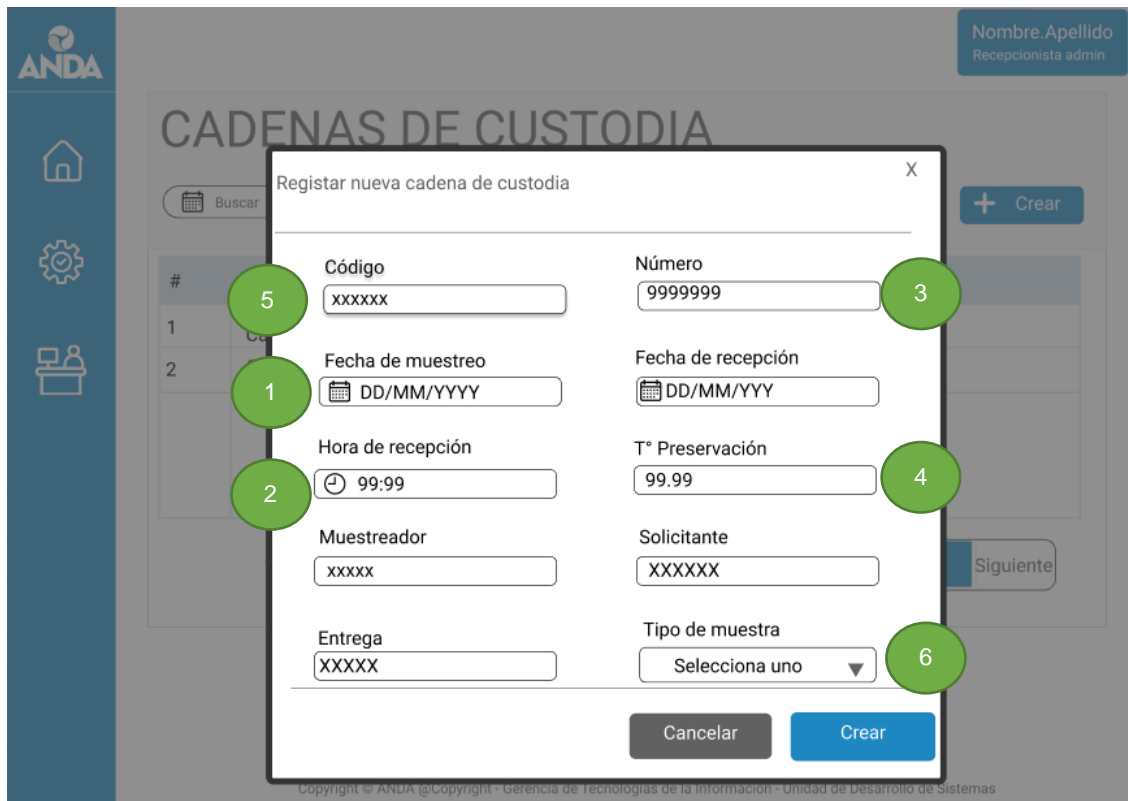 ANDA
Nombre.Apellido
Recepcionista admin
CADENAS DE CUSTODIA
Buscar
Crear
#
1
2
Registar nueva cadena de custodia
X
Código
xxxxxx
5
Número
9999999
3
Fecha de muestreo
DD/MM/YYYY
1
Fecha de recepción
DD/MM/YYY
Hora de recepción
99:99
2
T° Preservación
99.99
4
Muestreador
xxxxx
Solicitante
XXXXXX
Entrega
XXXXX
Tipo de muestra
Selecciona uno
6
Cancelar
Crear
Siguiente
Copyright © ANDA @Copyright - Gerencia de Tecnologías de la Información - Unidad de Desarrollo de Sistemas